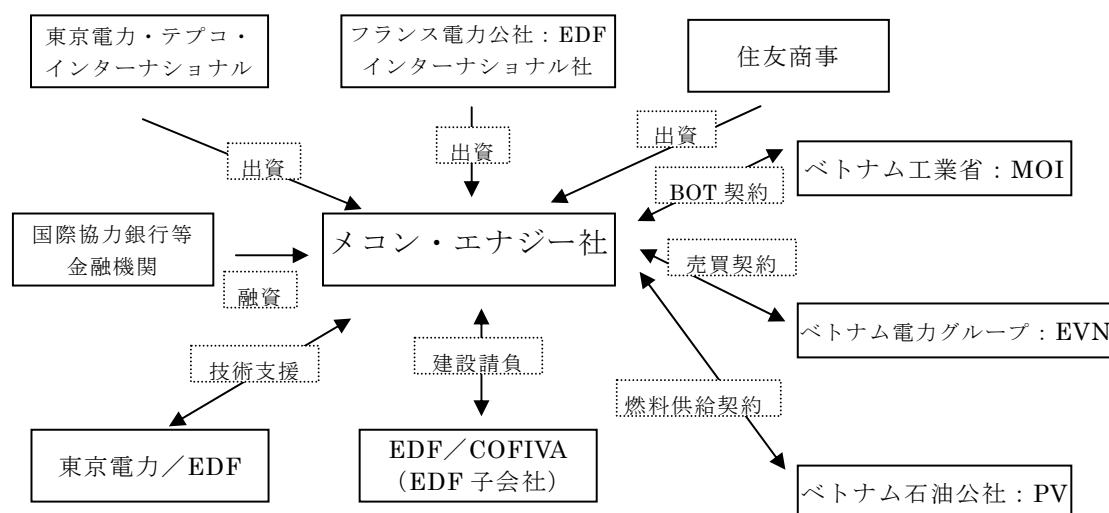 東京電力・テプコ・
インターナショナル
フランス電力公社：EDF
インターナショナル社
住友商事
出資
出資
出資
BOT 契約
ベトナム工業省：MOI
国際協力銀行等
金融機関
融資
メコン・エナジー社
売買契約
ベトナム電力グループ：EVN
技術支援
建設請負
燃料供給契約
東京電力／EDF
EDF／COFIVA
（EDF 子会社）
ベトナム石油公社：PV